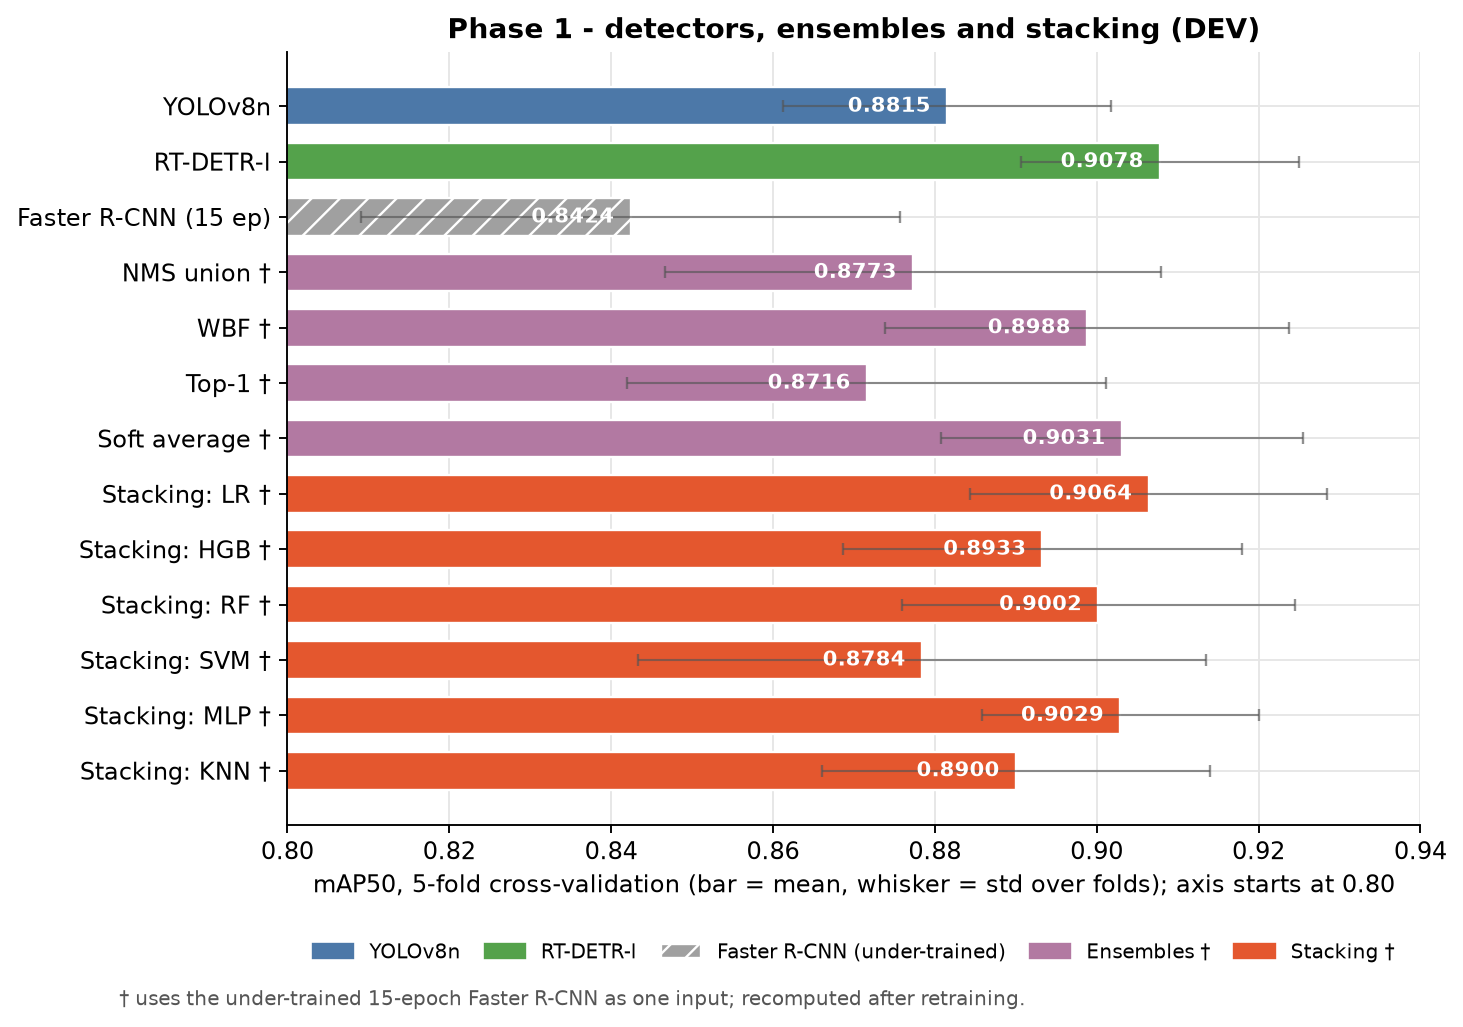 Phase 1 - detectors, ensembles and stacking (DEV)
YOLOv8n 0.8815
RT-DETR-l 0.9078
Faster R-CNN (15 ep) 0.8424
NMS union † 0.8773
WBF † 0.8988
Top-1 † 0.8716
Soft average † 0.9031
Stacking: LR † 0.9064
Stacking: HGB † 0.8933
Stacking: RF † 0.9002
Stacking: SVM † 0.8784
Stacking: MLP † 0.9029
Stacking: KNN † 0.8900
0.80 0.82 0.84 0.86 0.88 0.90 0.92 0.94
mAP50, 5-fold cross-validation (bar = mean, whisker = std over folds); axis starts at 0.80
YOLOv8n RT-DETR-l Faster R-CNN (under-trained) Ensembles † Stacking †
† uses the under-trained 15-epoch Faster R-CNN as one input; recomputed after retraining.